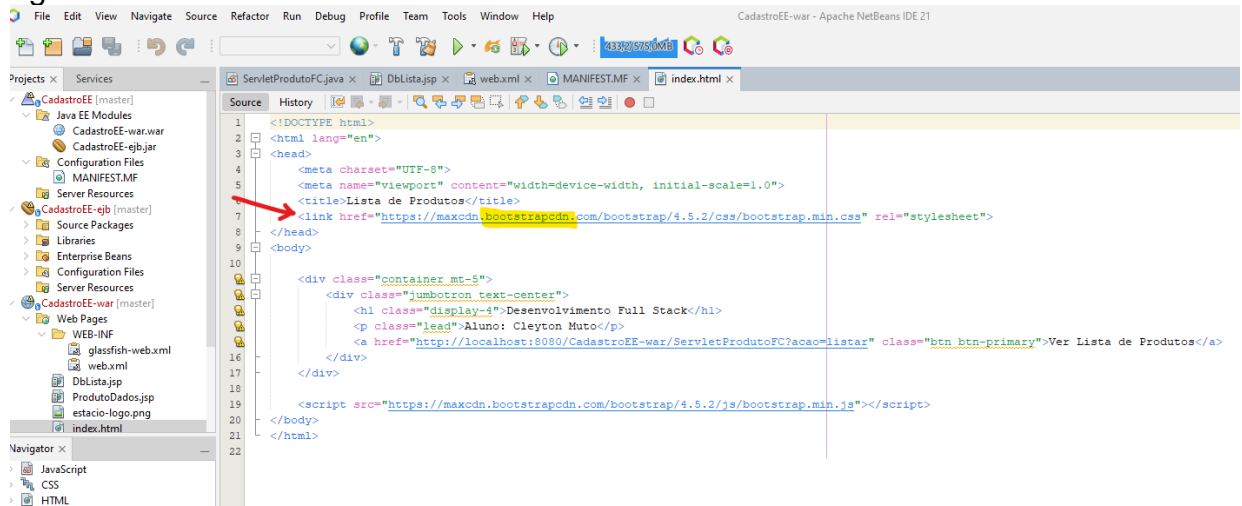 File Edit View Navigate Source Refactor Run Debug Profile Team Tools Window Help CadastroEE-war - Apache NetBeans IDE 21
433,2/575,0MB
Projects × Services
ServletProdutoFC.java × DbLista.jsp × web.xml × MANIFEST.MF × index.html ×
Source History
CadastroEE [master]
Java EE Modules
CadastroEE-war.war
CadastroEE-ejb.jar
Configuration Files
MANIFEST.MF
Server Resources
CadastroEE-ejb [master]
Source Packages
Libraries
Enterprise Beans
Configuration Files
Server Resources
CadastroEE-war [master]
Web Pages
WEB-INF
glassfish-web.xml
web.xml
DbLista.jsp
ProdutoDados.jsp
estacio-logo.png
index.html
Navigator ×
JavaScript
CSS
HTML
1 <!DOCTYPE html>
2 <html lang="en">
3 <head>
4 <meta charset="UTF-8">
5 <meta name="viewport" content="width=device-width, initial-scale=1.0">
6 <title>Lista de Produtos</title>
7 <link href="https://maxcdn.bootstrapcdn.com/bootstrap/4.5.2/css/bootstrap.min.css" rel="stylesheet">
8 </head>
9 <body>
10
<div class="container mt-5">
<div class="jumbotron text-center">
<h1 class="display-4">Desenvolvimento Full Stack</h1>
<p class="lead">Aluno: Cleyton Muto</p>
<a href="http://localhost:8080/CadastroEE-war/ServletProdutoFC?acao=listar" class="btn btn-primary">Ver Lista de Produtos</a>
16 </div>
17 </div>
18
19 <script src="https://maxcdn.bootstrapcdn.com/bootstrap/4.5.2/js/bootstrap.min.js"></script>
20 </body>
21 </html>
22